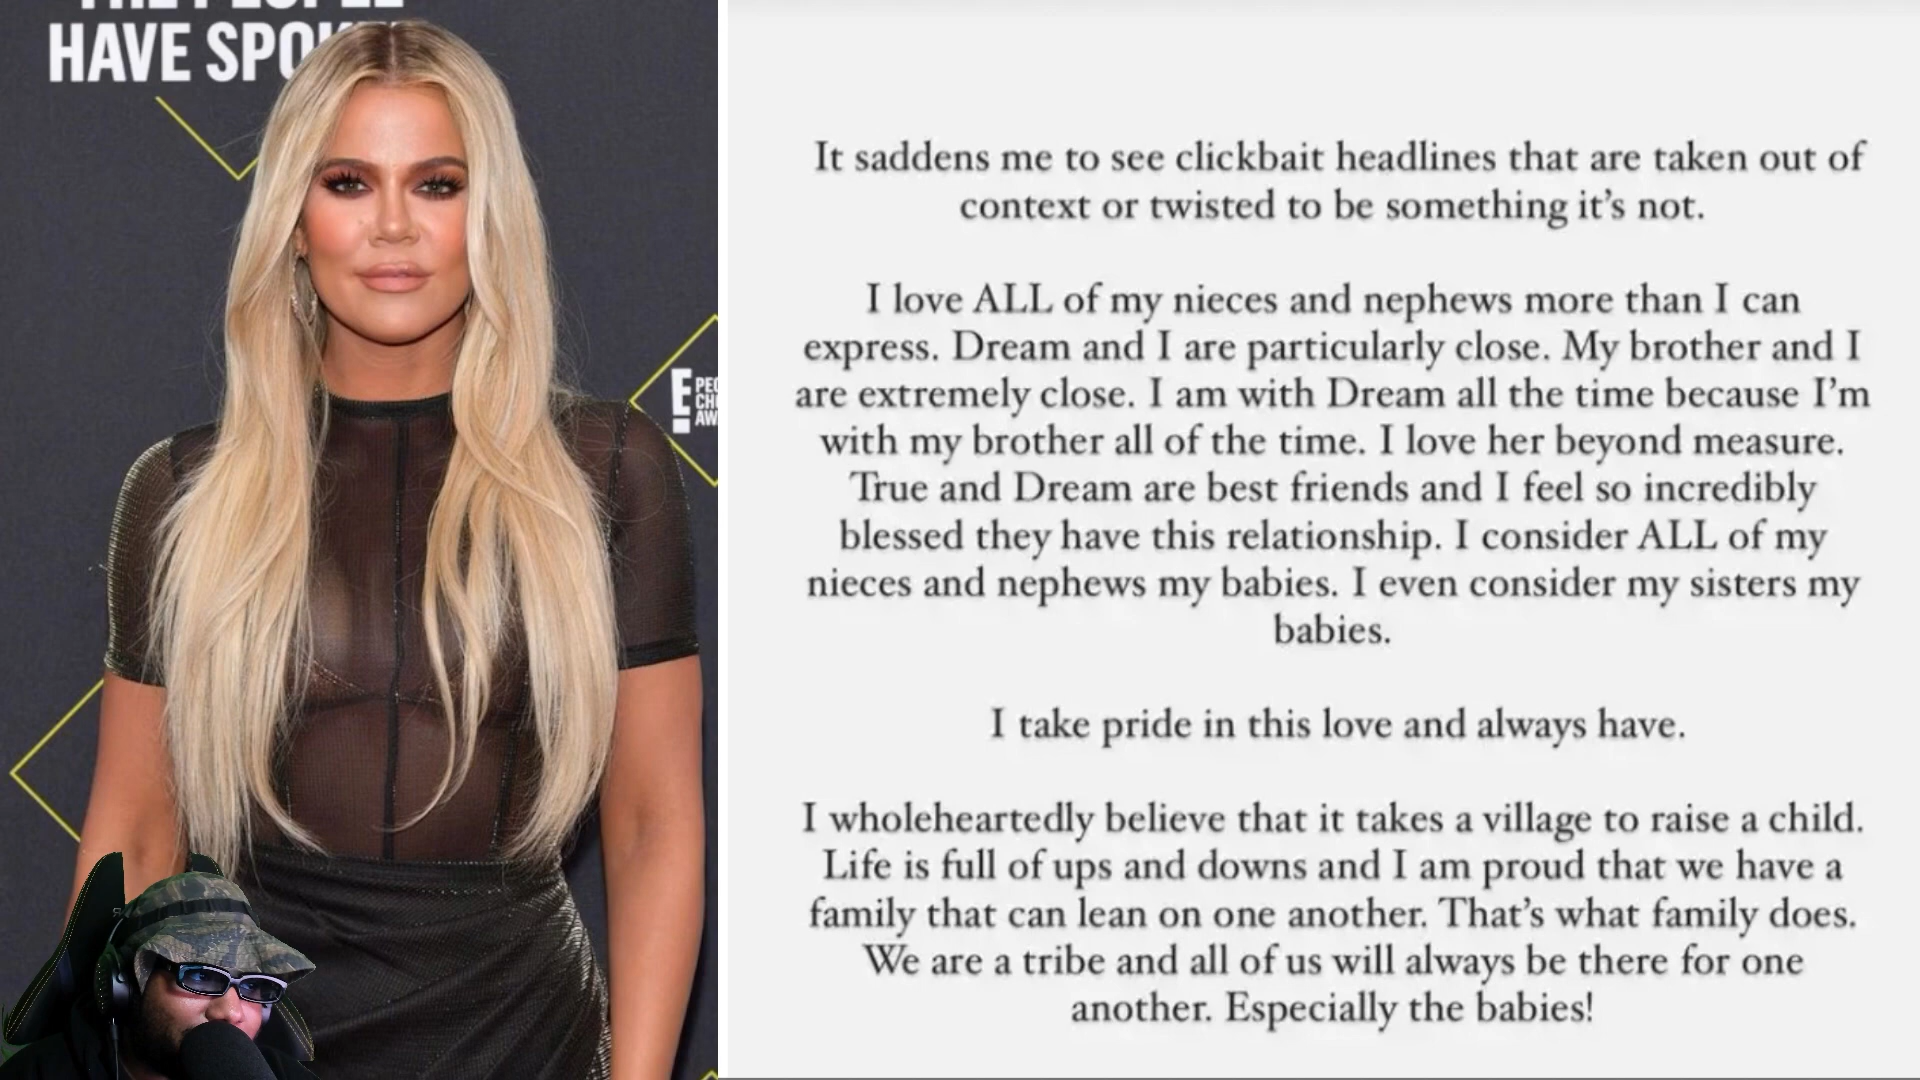 THE PEOPLE
HAVE SPOK
E!
PEO
CHO
AW
It saddens me to see clickbait headlines that are taken out of
context or twisted to be something it’s not.
I love ALL of my nieces and nephews more than I can
express. Dream and I are particularly close. My brother and I
are extremely close. I am with Dream all the time because I’m
with my brother all of the time. I love her beyond measure.
True and Dream are best friends and I feel so incredibly
blessed they have this relationship. I consider ALL of my
nieces and nephews my babies. I even consider my sisters my
babies.
I take pride in this love and always have.
I wholeheartedly believe that it takes a village to raise a child.
Life is full of ups and downs and I am proud that we have a
family that can lean on one another. That’s what family does.
We are a tribe and all of us will always be there for one
another. Especially the babies!